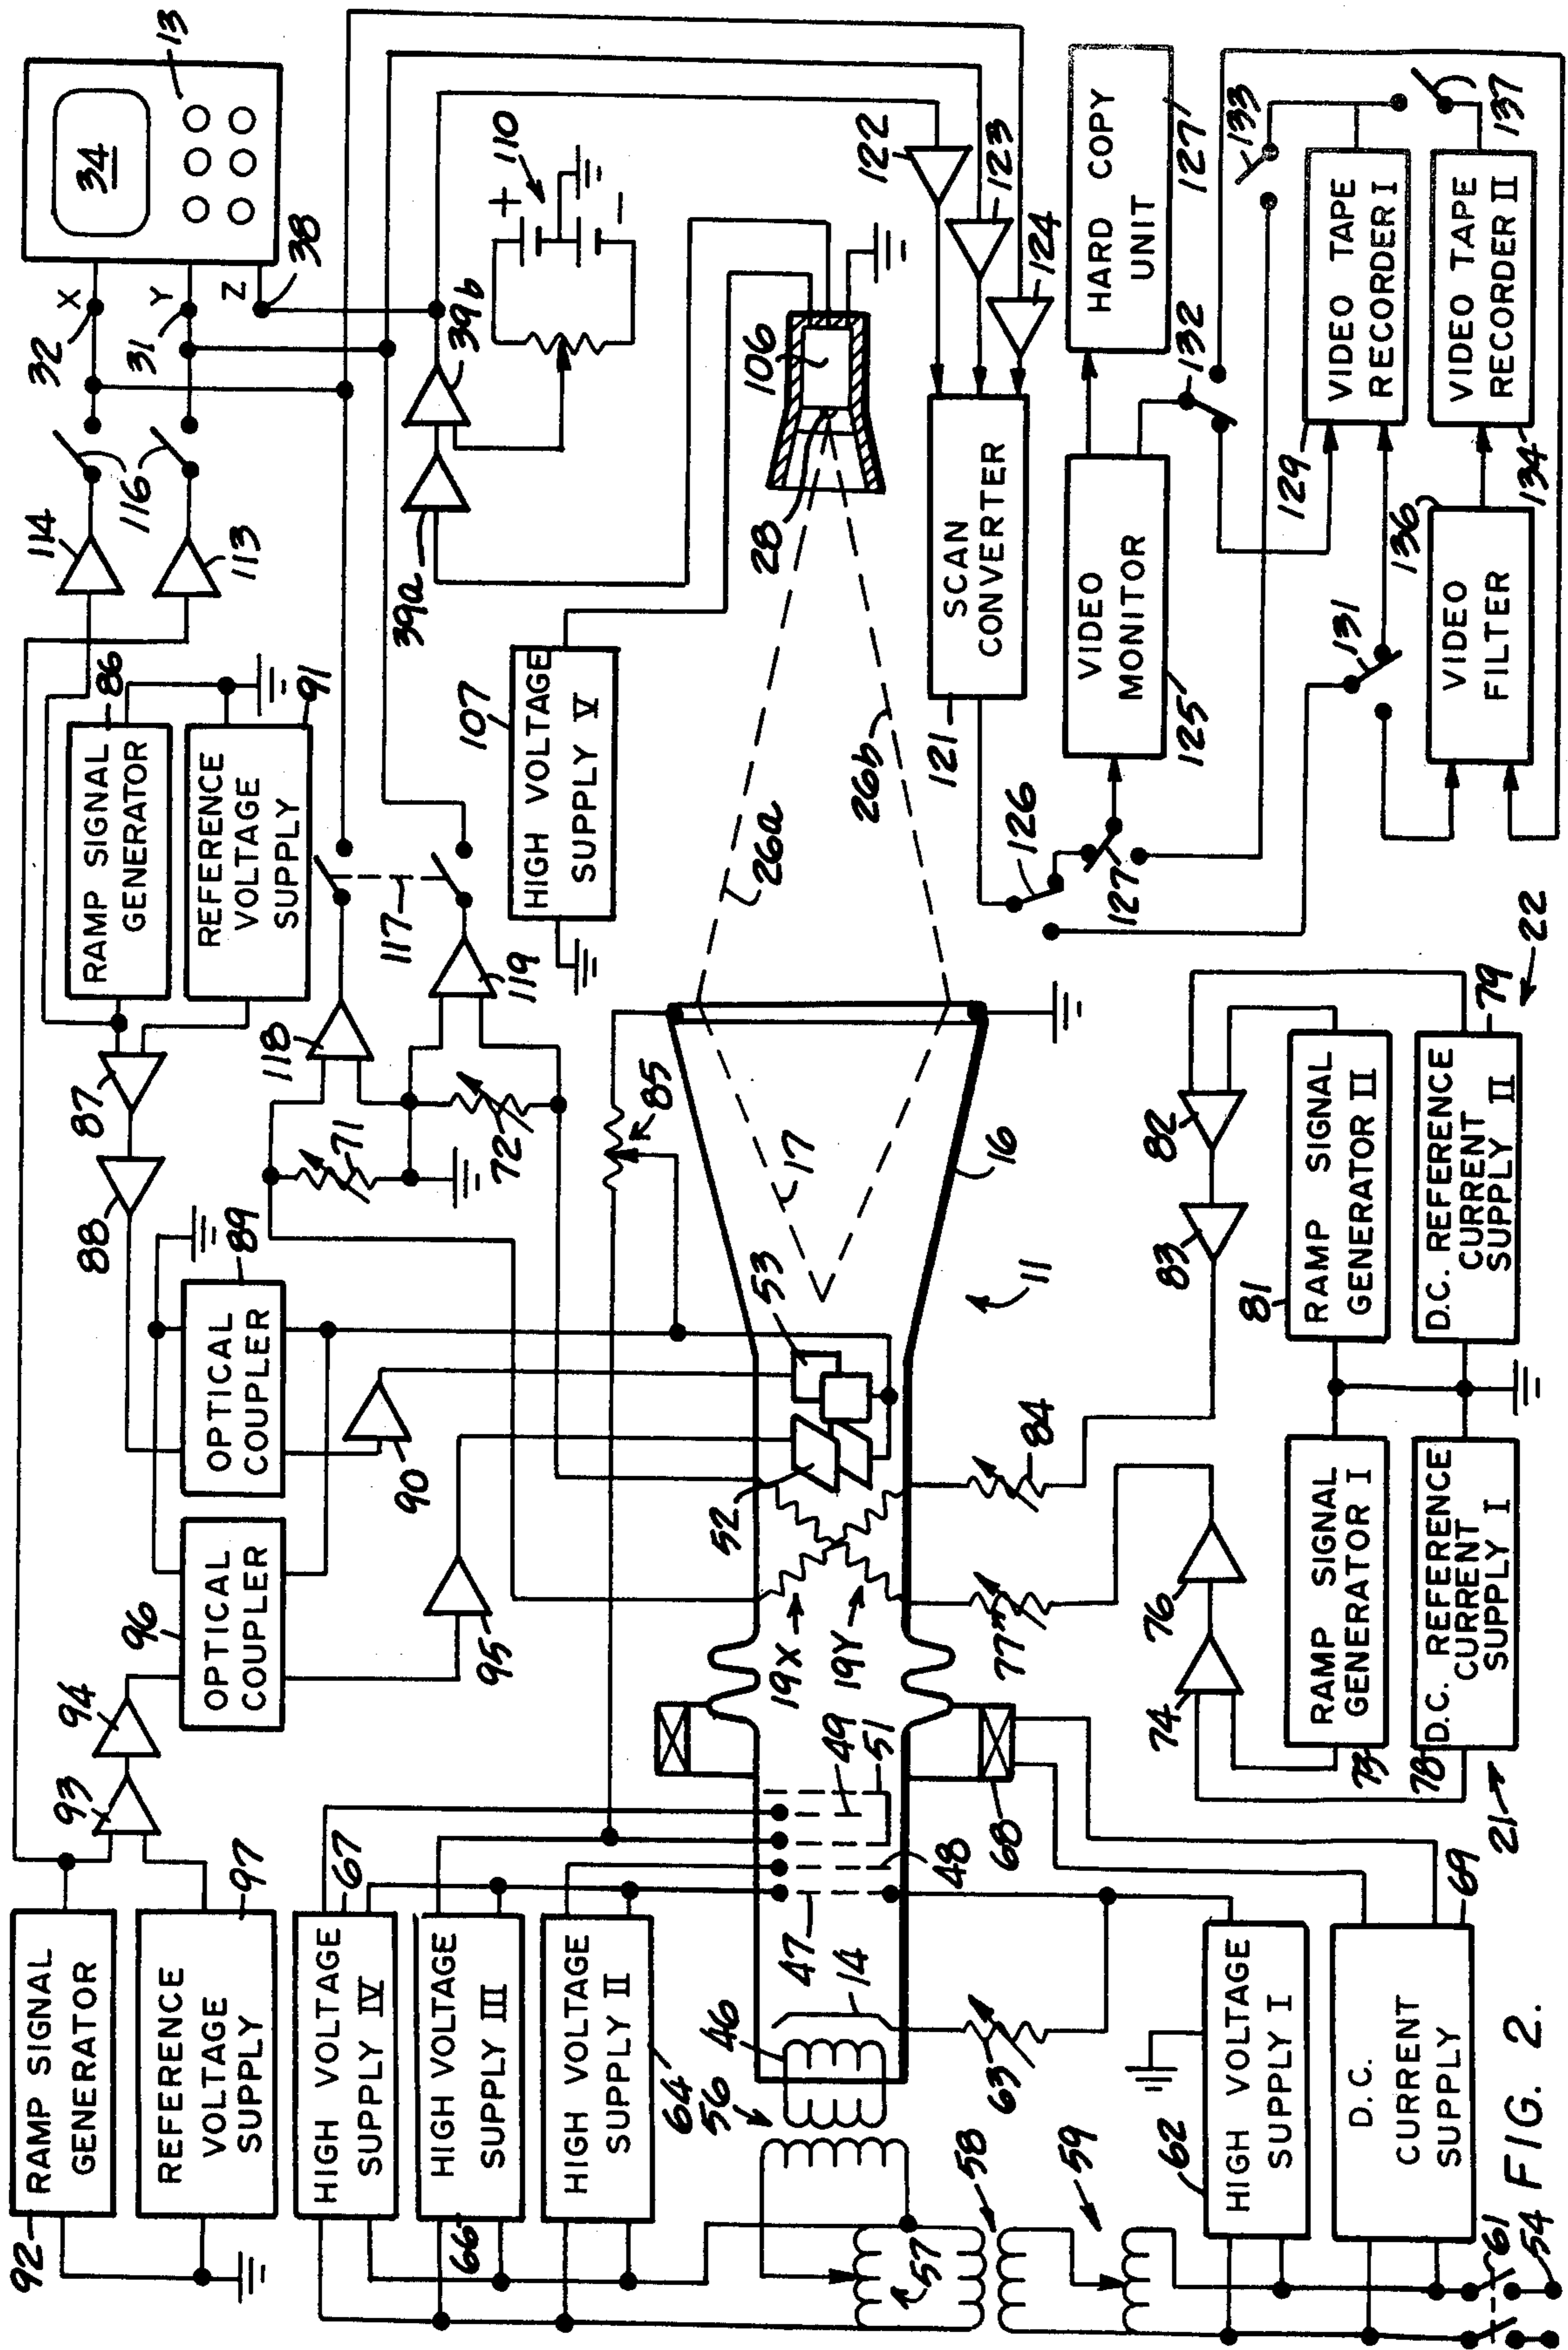 92
RAMP SIGNAL
GENERATOR
REFERENCE
VOLTAGE
SUPPLY
97
93
94
HIGH VOLTAGE
SUPPLY IV
67
HIGH VOLTAGE
SUPPLY III
66
HIGH VOLTAGE
SUPPLY II
64
96
OPTICAL
COUPLER
95
OPTICAL
COUPLER
89
90
88
87
RAMP SIGNAL
GENERATOR
86
REFERENCE
VOLTAGE
SUPPLY
91
114
116
113
32
31
X
Y
Z
38
34
13
118
117
119
71
72
85
HIGH VOLTAGE
SUPPLY V
107
39a
39b
+
110
−
106
28
122
123
124
56
46
14
47
48
49
51
68
19X
19Y
52
53
17
16
11
26a
26b
57
58
59
63
77
84
62
HIGH VOLTAGE
SUPPLY I
D.C.
CURRENT
SUPPLY
69
61
54
74
76
73
RAMP SIGNAL
GENERATOR I
78
D.C. REFERENCE
CURRENT
SUPPLY I
21
83
82
81
RAMP SIGNAL
GENERATOR II
D.C. REFERENCE
CURRENT
SUPPLY II
79
22
121
SCAN
CONVERTER
126
127
VIDEO
MONITOR
125
HARD COPY
UNIT
127'
132
133
131
129
VIDEO TAPE
RECORDER I
VIDEO
FILTER
136
VIDEO TAPE
RECORDER II
134
137
FIG. 2.